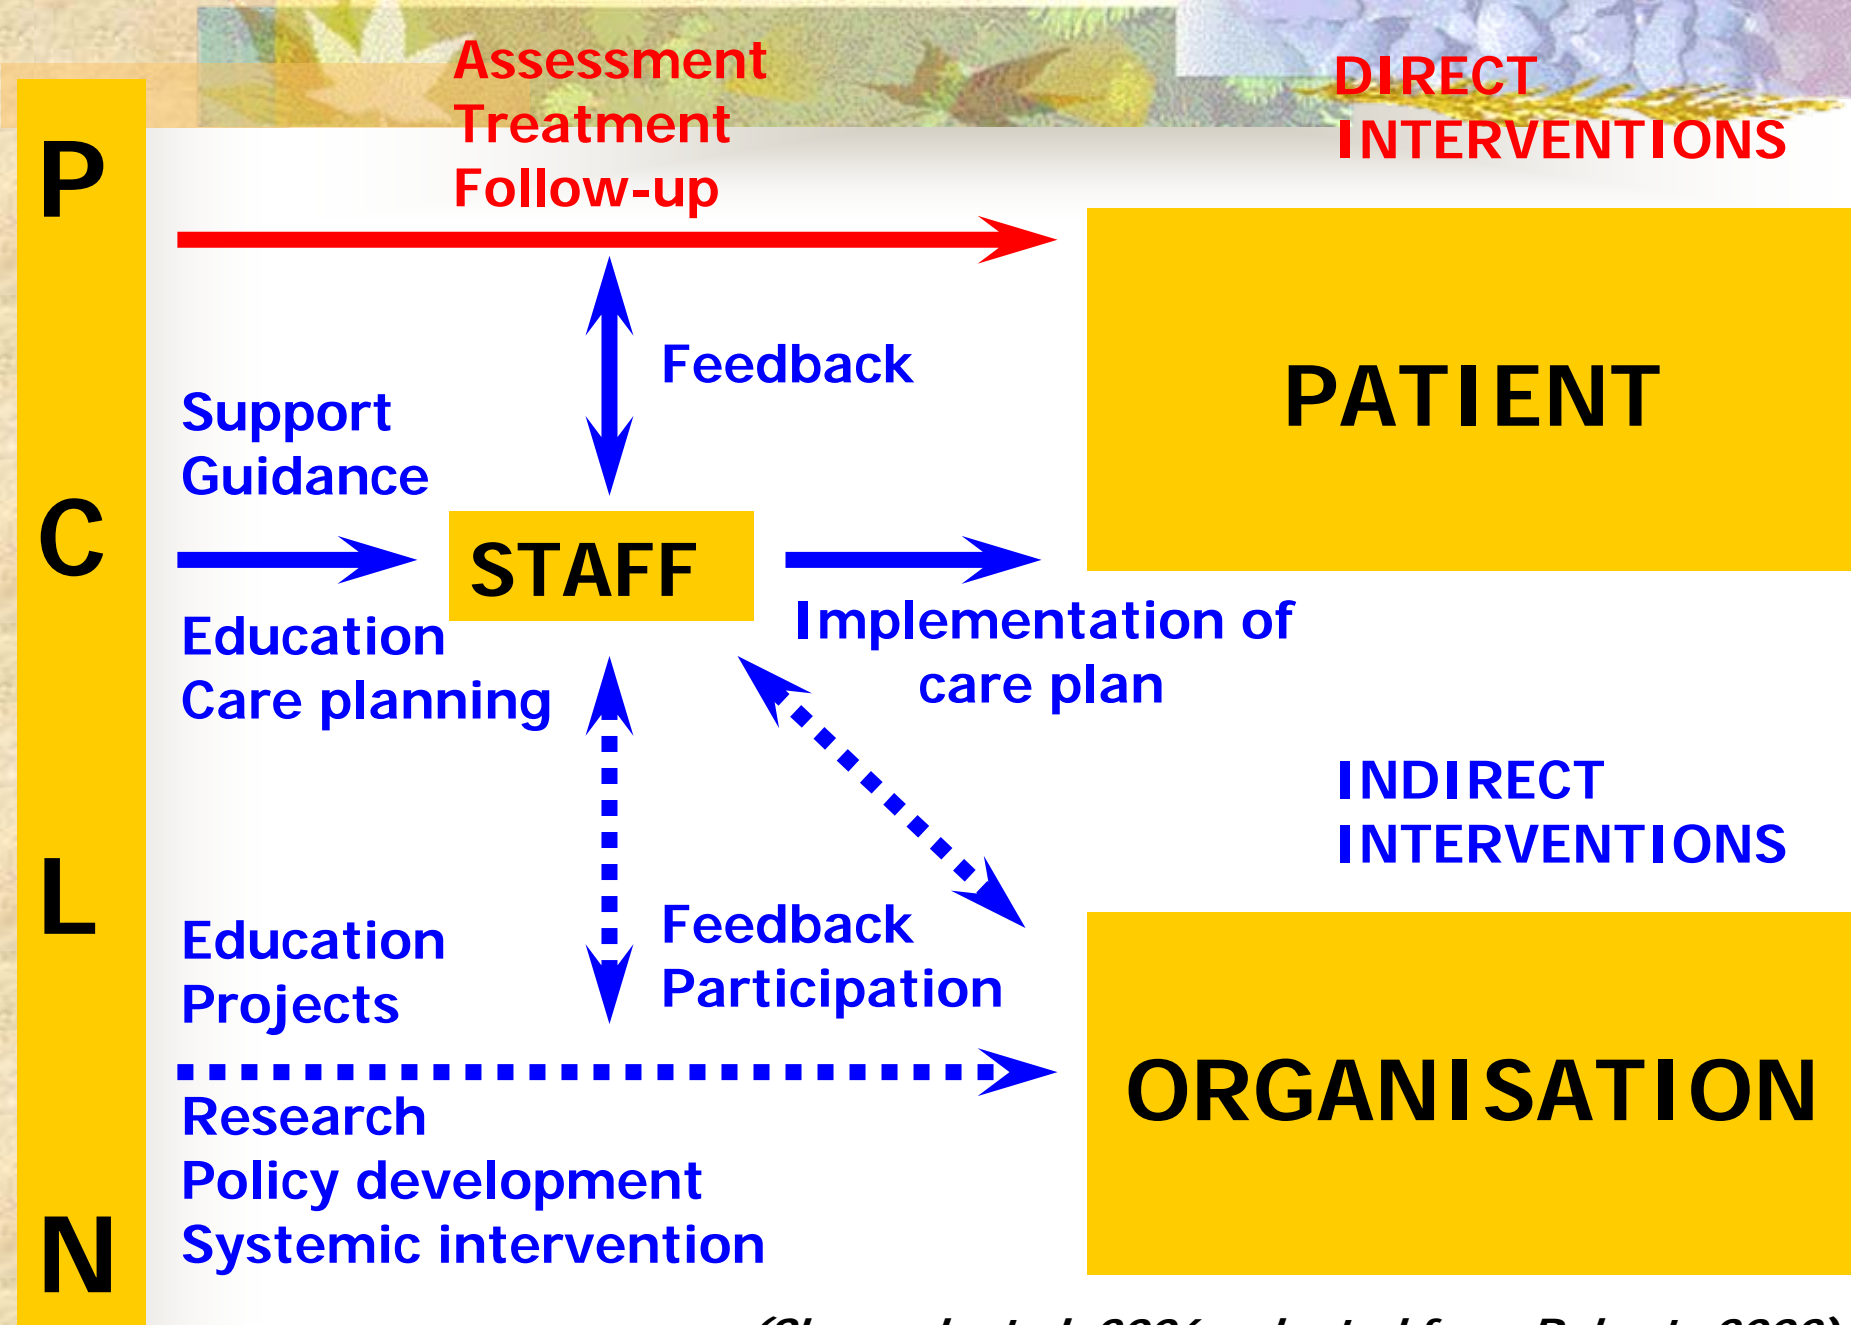 Assessment
Treatment
Follow-up
DIRECT
INTERVENTIONS
P
C
L
N
Feedback
PATIENT
Support
Guidance
STAFF
Education
Care planning
Implementation of
care plan
INDIRECT
INTERVENTIONS
Education
Projects
Feedback
Participation
ORGANISATION
Research
Policy development
Systemic intervention